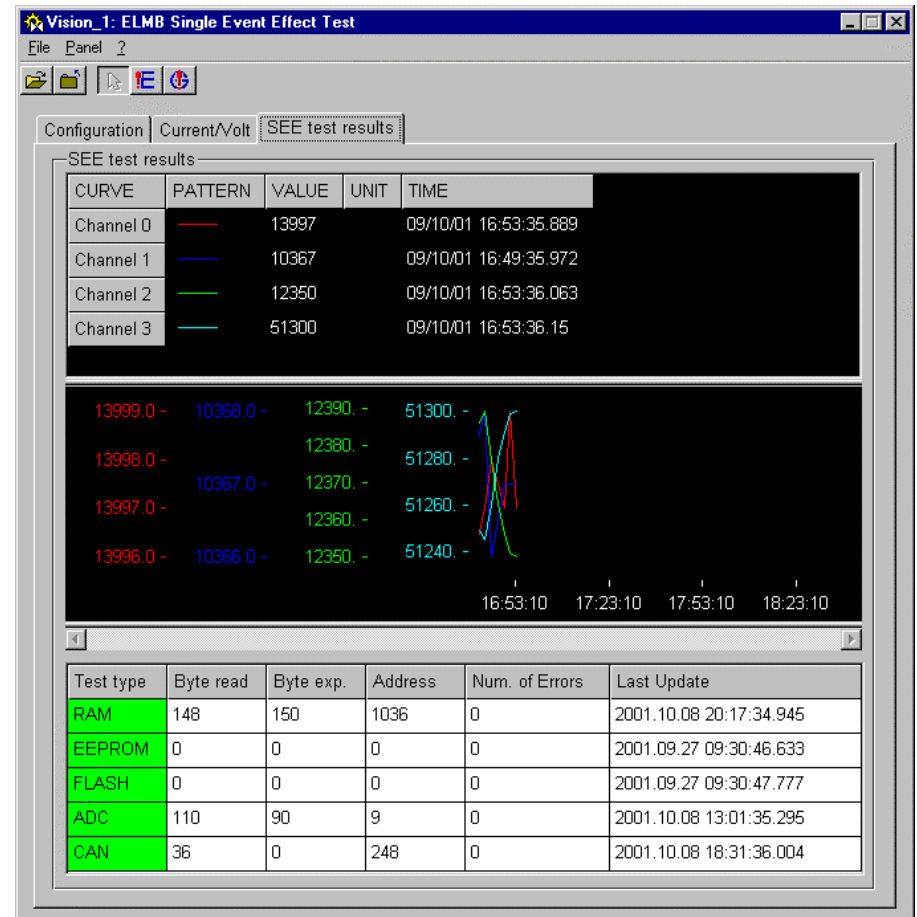 Vision_1: ELMB Single Event Effect Test
File Panel ?
Configuration Current/Volt SEE test results
SEE test results
CURVE PATTERN VALUE UNIT TIME
Channel 0 13997 09/10/01 16:53:35.889
Channel 1 10367 09/10/01 16:49:35.972
Channel 2 12350 09/10/01 16:53:36.063
Channel 3 51300 09/10/01 16:53:36.15
13999.0 - 10368.0 - 12390. - 51300. -
12380. -
13998.0 - 51280. -
10367.0 - 12370. -
13997.0 - 51260. -
12360. -
13996.0 - 10366.0 - 12350. - 51240. -
16:53:10 17:23:10 17:53:10 18:23:10
Test type Byte read Byte exp. Address Num. of Errors Last Update
RAM 148 150 1036 0 2001.10.08 20:17:34.945
EEPROM 0 0 0 0 2001.09.27 09:30:46.633
FLASH 0 0 0 0 2001.09.27 09:30:47.777
ADC 110 90 9 0 2001.10.08 13:01:35.295
CAN 36 0 248 0 2001.10.08 18:31:36.004